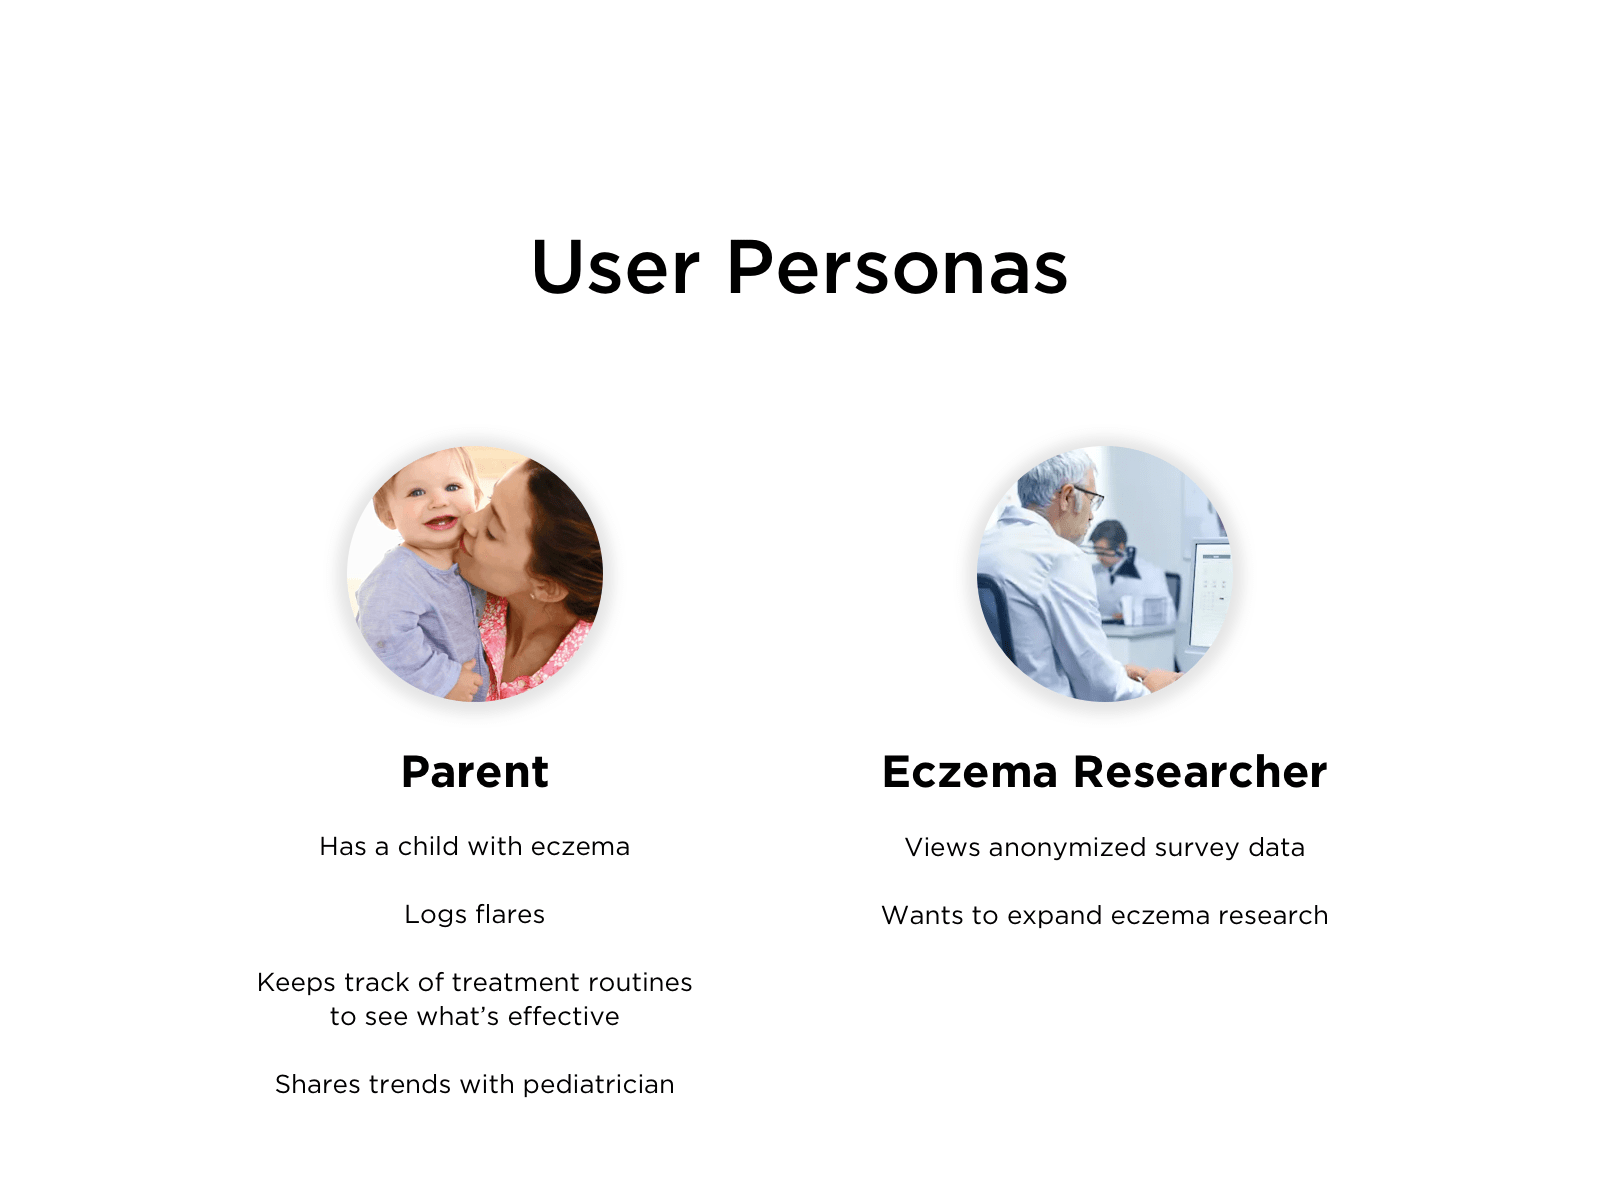 User Personas
Parent
Has a child with eczema
Logs flares
Keeps track of treatment routines
to see what’s effective
Shares trends with pediatrician
Eczema Researcher
Views anonymized survey data
Wants to expand eczema research